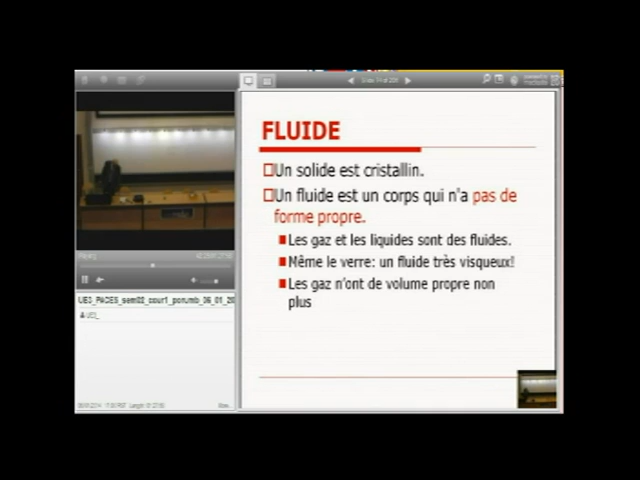 FLUIDE
Un solide est cristallin.
Un fluide est un corps qui n'a pas de
forme propre.
Les gaz et les liquides sont des fluides.
Même le verre: un fluide très visqueux!
Les gaz n'ont de volume propre non
plus
UE3_